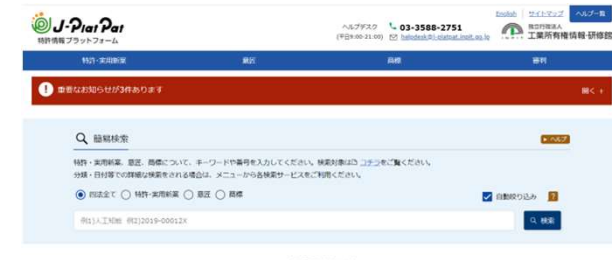 J-PlatPat
特許情報プラットフォーム
ヘルプデスク
(平日9:00-21:00)
03-3588-2751
helpdesk@j-platpat.inpit.go.jp
English
サイトマップ
ヘルプ一覧
独立行政法人
工業所有権情報・研修館
特許・実用新案
意匠
商標
審判
重要なお知らせが3件あります
開く
簡易検索
ヘルプ
特許・実用新案、意匠、商標について、キーワードや番号を入力してください。検索対象は コチラをご覧ください。
分類・日付等での詳細な検索をされる場合は、メニューから各検索サービスをご利用ください。
四法全て
特許・実用新案
意匠
商標
自動絞り込み
?
例1)人工知能 例2)2019-00012X
検索